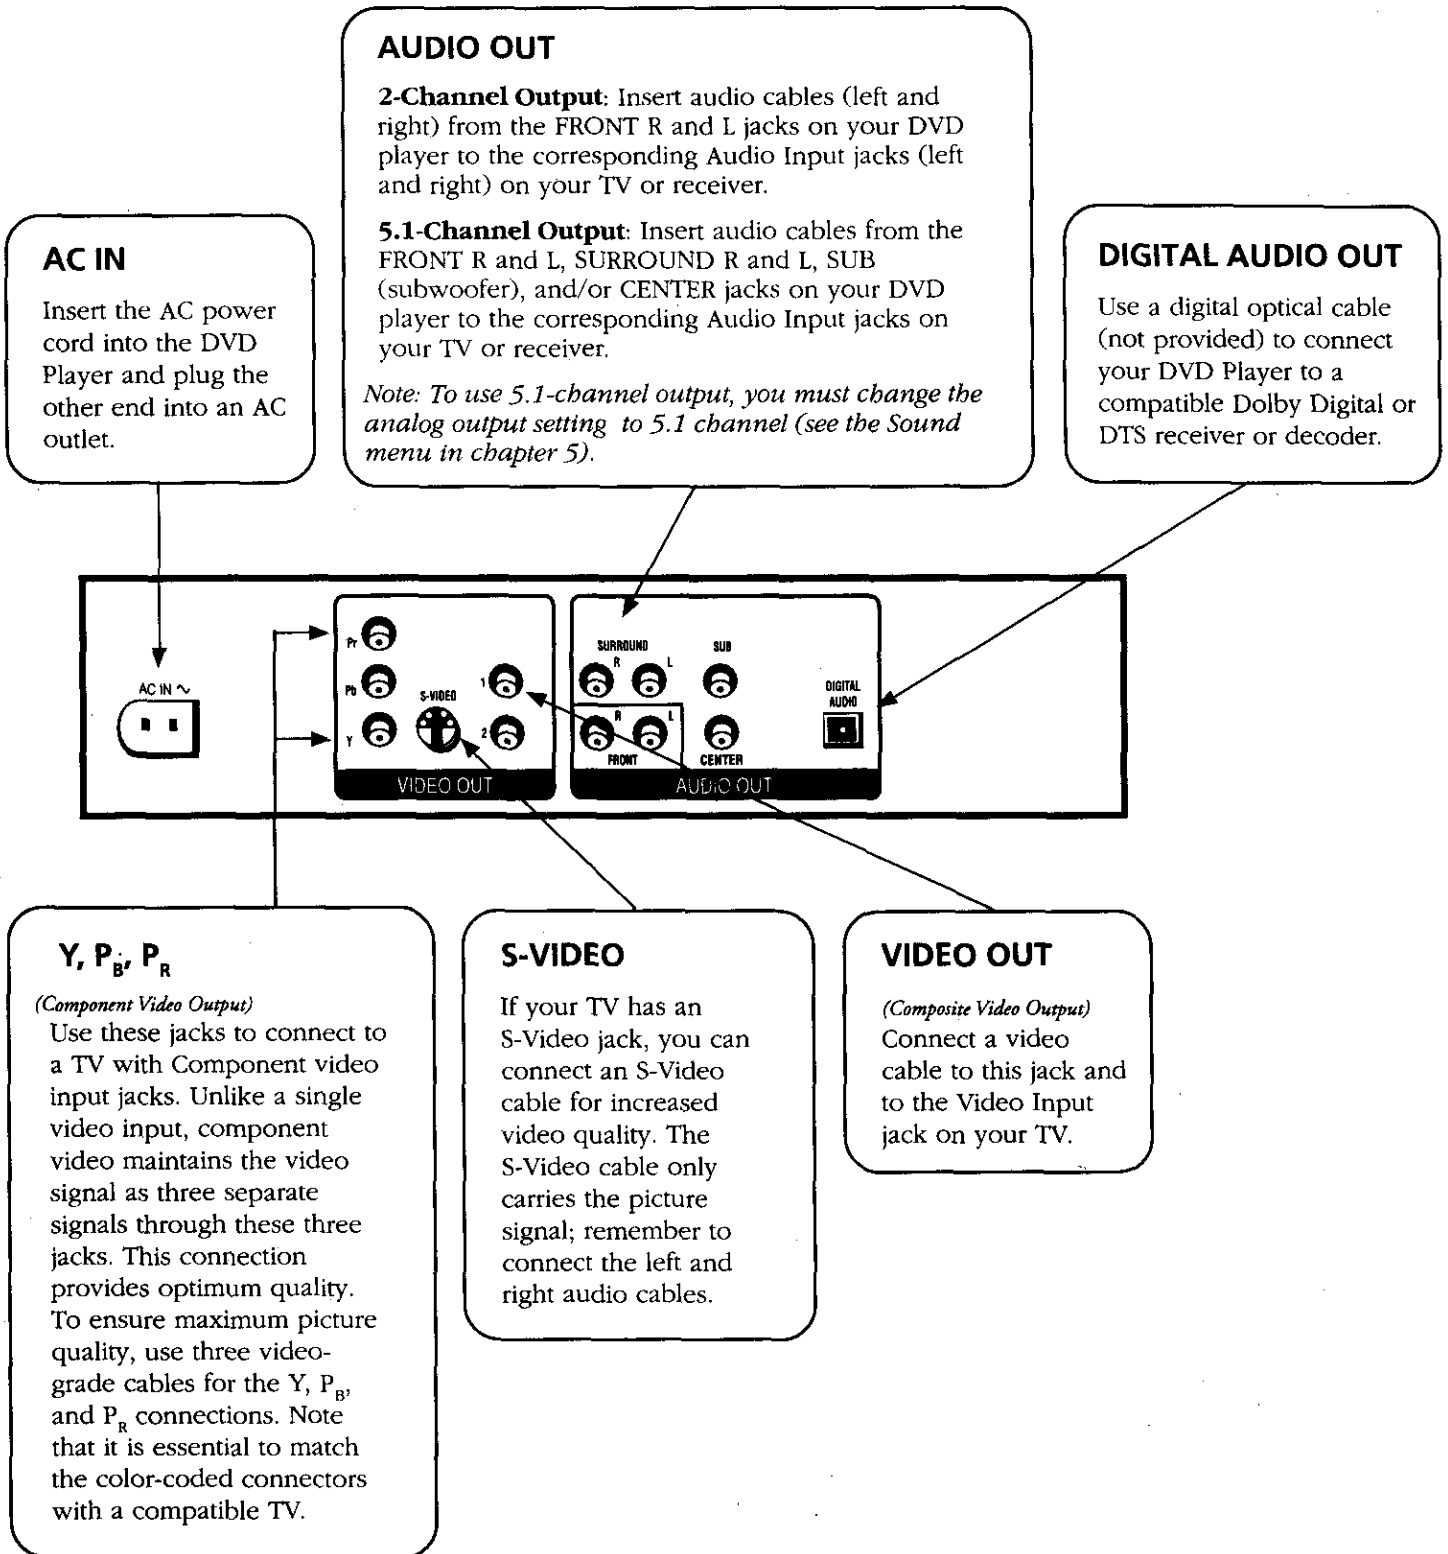 AUDIO OUT
2-Channel Output: Insert audio cables (left and
right) from the FRONT R and L jacks on your DVD
player to the corresponding Audio Input jacks (left
and right) on your TV or receiver.
5.1-Channel Output: Insert audio cables from the
FRONT R and L, SURROUND R and L, SUB
(subwoofer), and/or CENTER jacks on your DVD
player to the corresponding Audio Input jacks on
your TV or receiver.
Note: To use 5.1-channel output, you must change the
analog output setting to 5.1 channel (see the Sound
menu in chapter 5).
AC IN
Insert the AC power
cord into the DVD
Player and plug the
other end into an AC
outlet.
DIGITAL AUDIO OUT
Use a digital optical cable
(not provided) to connect
your DVD Player to a
compatible Dolby Digital or
DTS receiver or decoder.
AC IN ~
Pr
Pb
Y
S-VIDEO
1
2
VIDEO OUT
SURROUND
R L
SUB
R L
FRONT
CENTER
DIGITAL
AUDIO
AUDIO OUT
Y, PB, PR
(Component Video Output)
Use these jacks to connect to
a TV with Component video
input jacks. Unlike a single
video input, component
video maintains the video
signal as three separate
signals through these three
jacks. This connection
provides optimum quality.
To ensure maximum picture
quality, use three video-
grade cables for the Y, PB,
and PR connections. Note
that it is essential to match
the color-coded connectors
with a compatible TV.
S-VIDEO
If your TV has an
S-Video jack, you can
connect an S-Video
cable for increased
video quality. The
S-Video cable only
carries the picture
signal; remember to
connect the left and
right audio cables.
VIDEO OUT
(Composite Video Output)
Connect a video
cable to this jack and
to the Video Input
jack on your TV.